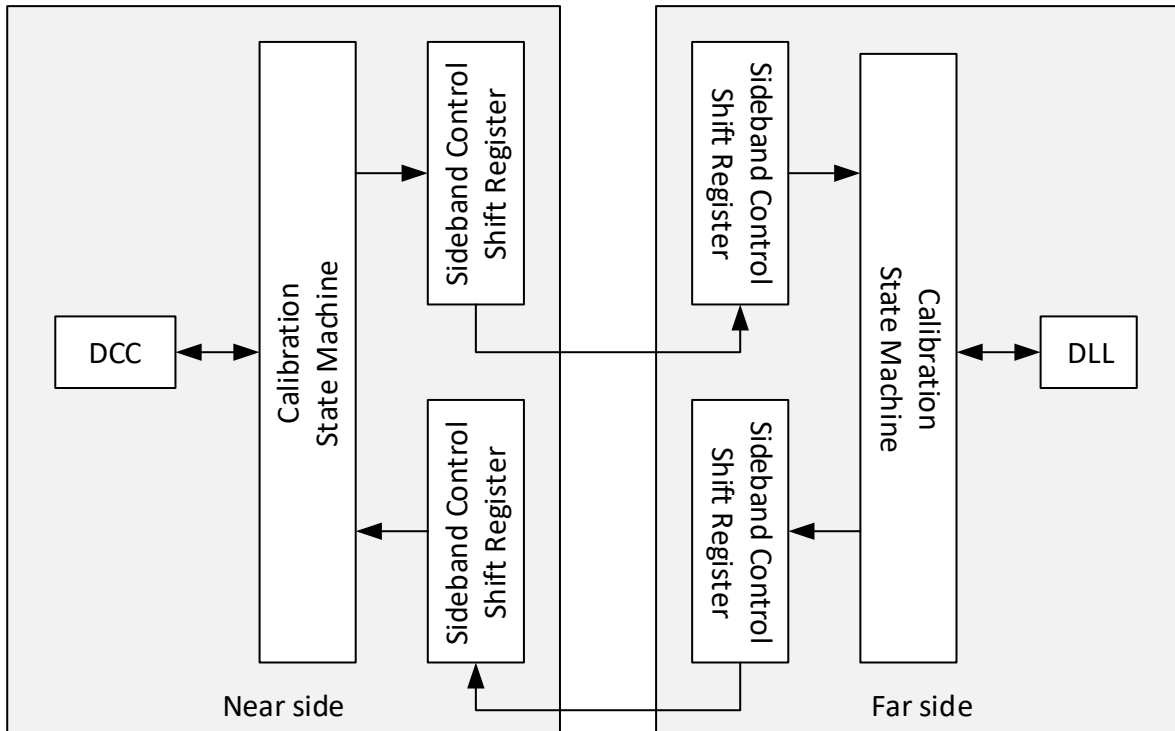 DCC
Calibration
State Machine
Sideband Control
Shift Register
Sideband Control
Shift Register
Near side
Sideband Control
Shift Register
Sideband Control
Shift Register
Calibration
State Machine
DLL
Far side